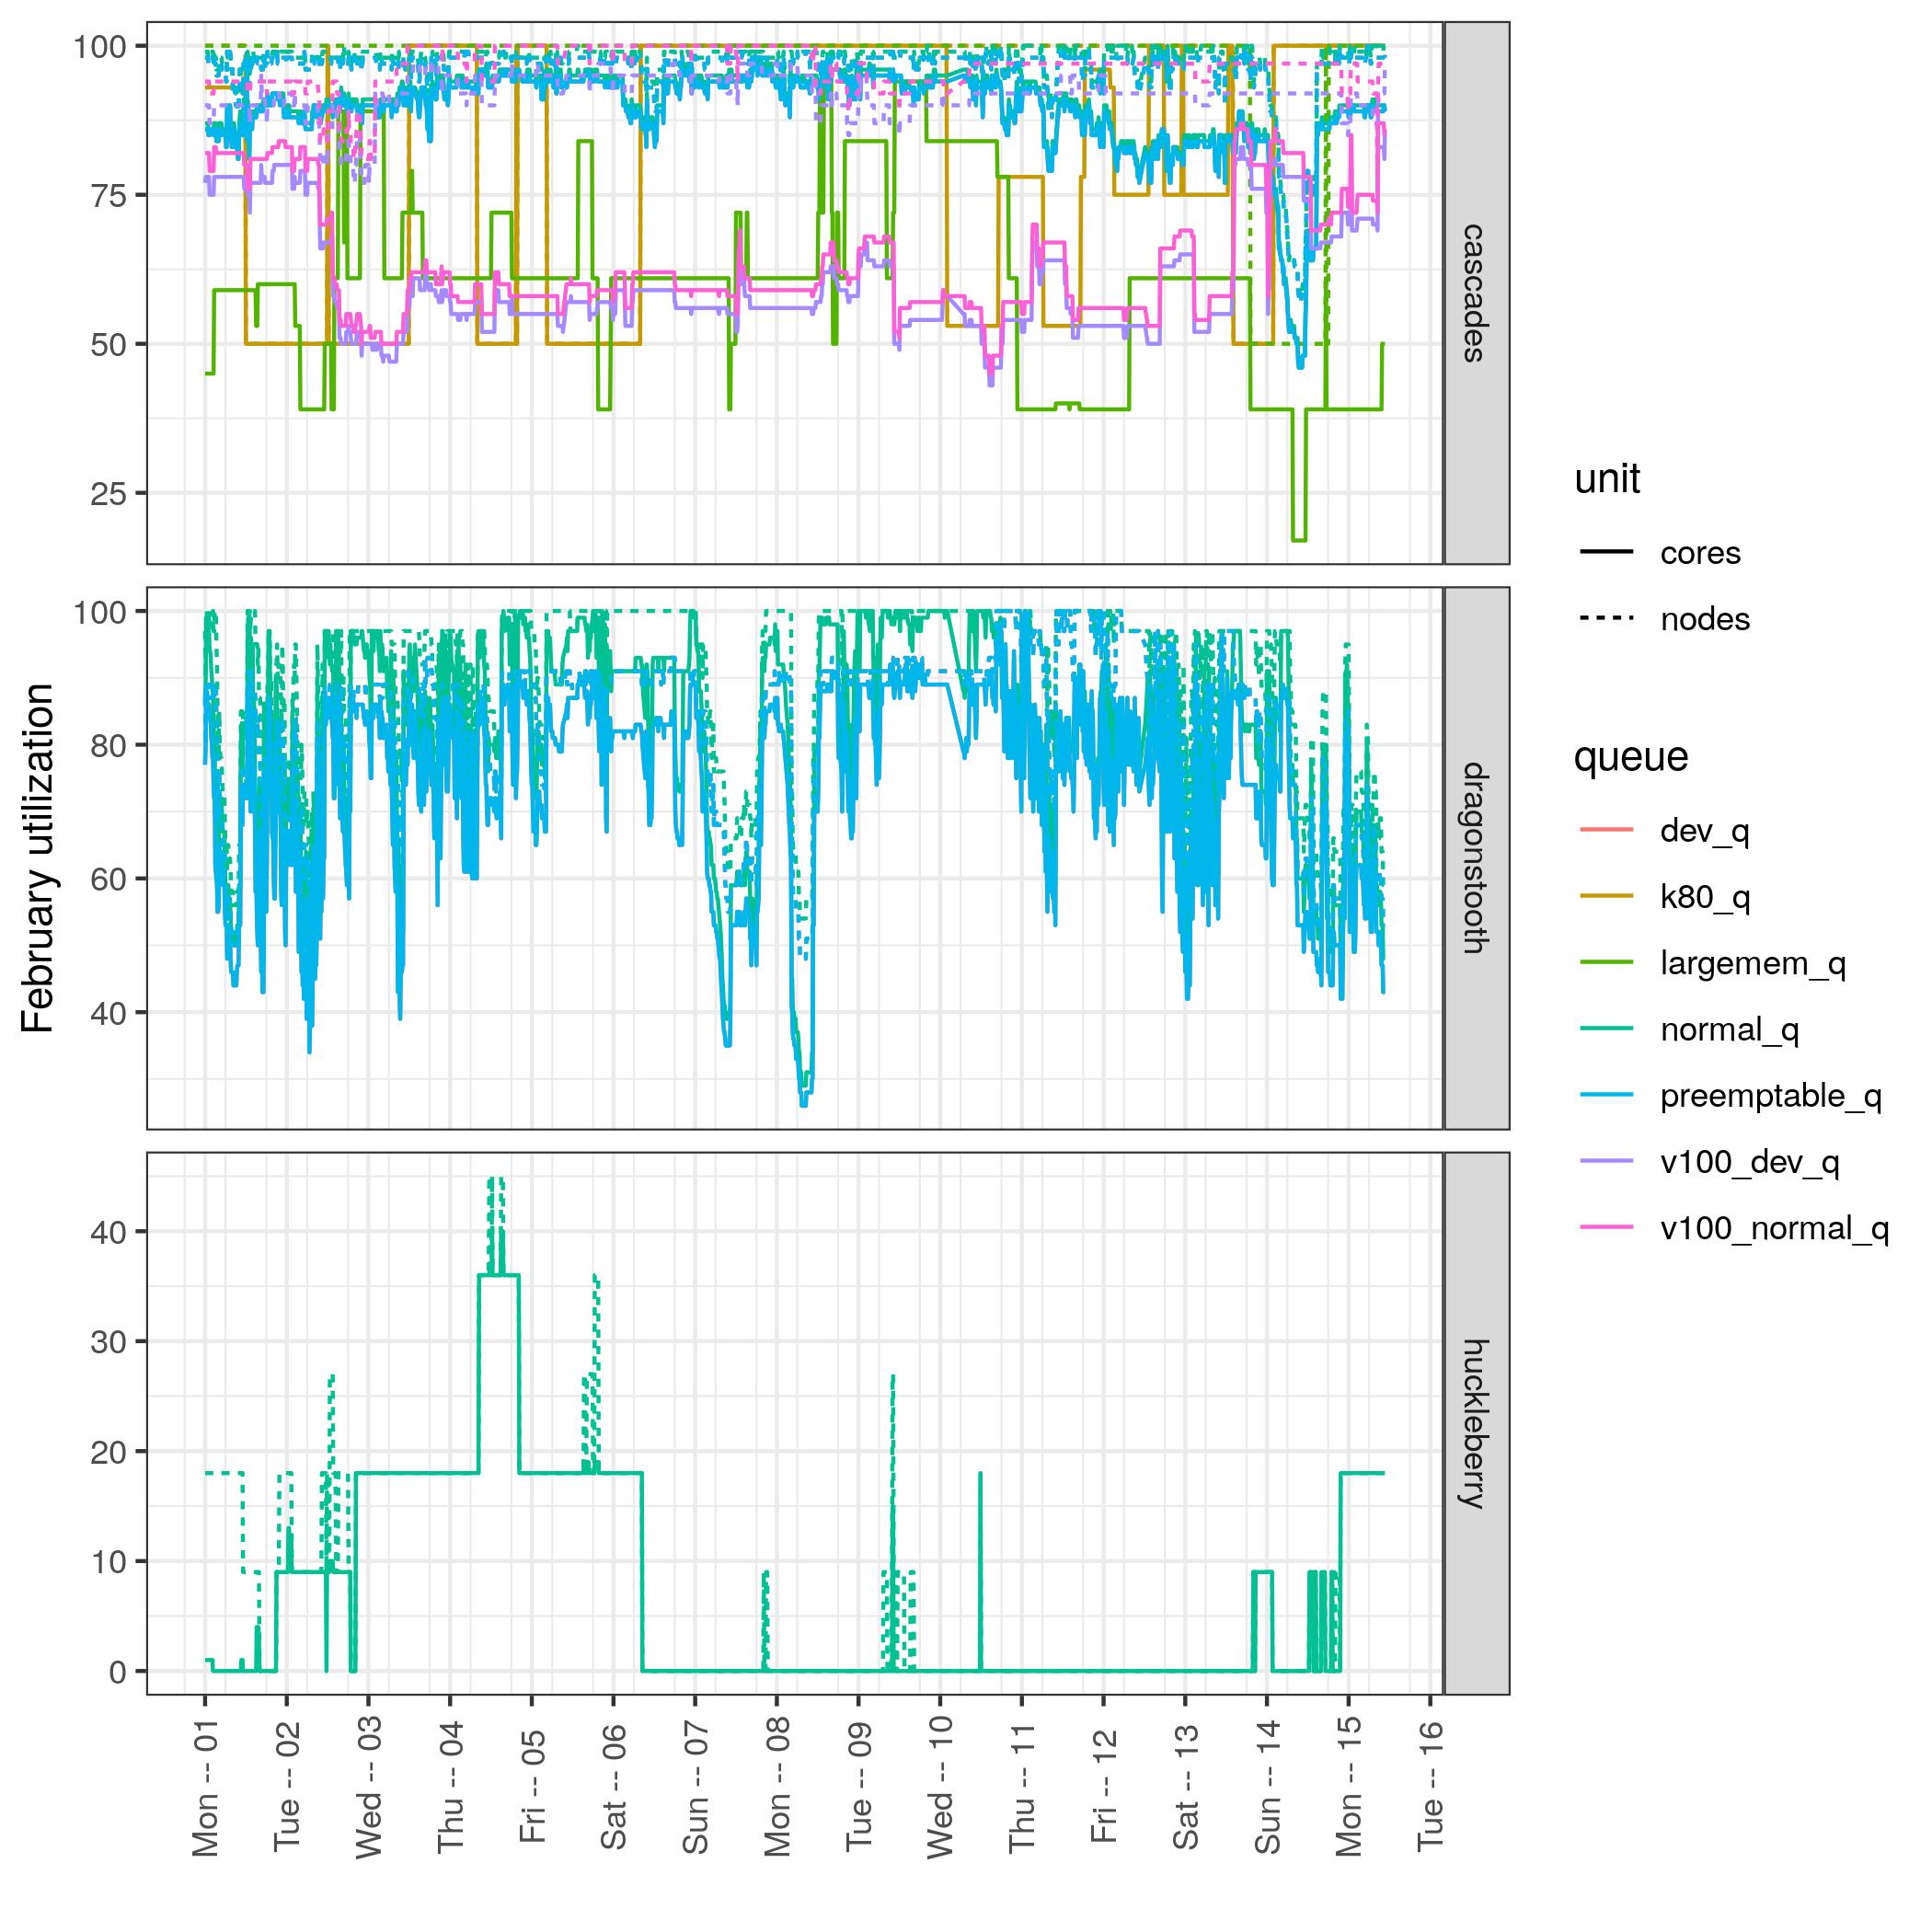 February utilization
100
75
50
25
cascades
100
80
60
40
dragonstooth
40
30
20
10
0
huckleberry
Mon -- 01
Tue -- 02
Wed -- 03
Thu -- 04
Fri -- 05
Sat -- 06
Sun -- 07
Mon -- 08
Tue -- 09
Wed -- 10
Thu -- 11
Fri -- 12
Sat -- 13
Sun -- 14
Mon -- 15
Tue -- 16
unit
cores
nodes
queue
dev_q
k80_q
largemem_q
normal_q
preemptable_q
v100_dev_q
v100_normal_q